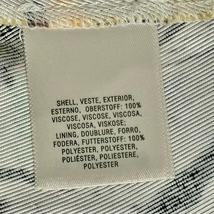 SHELL, VESTE, EXTERIOR,
ESTERNO, OBERSTOFF: 100%
VISCOSE, VISCOSE, VISCOSA,
VISCOSA, VISKOSE;
LINING, DOUBLURE, FORRO,
FODERA, FUTTERSTOFF: 100%
POLYESTER, POLYESTER,
POLIÉSTER, POLIESTERE,
POLYESTER